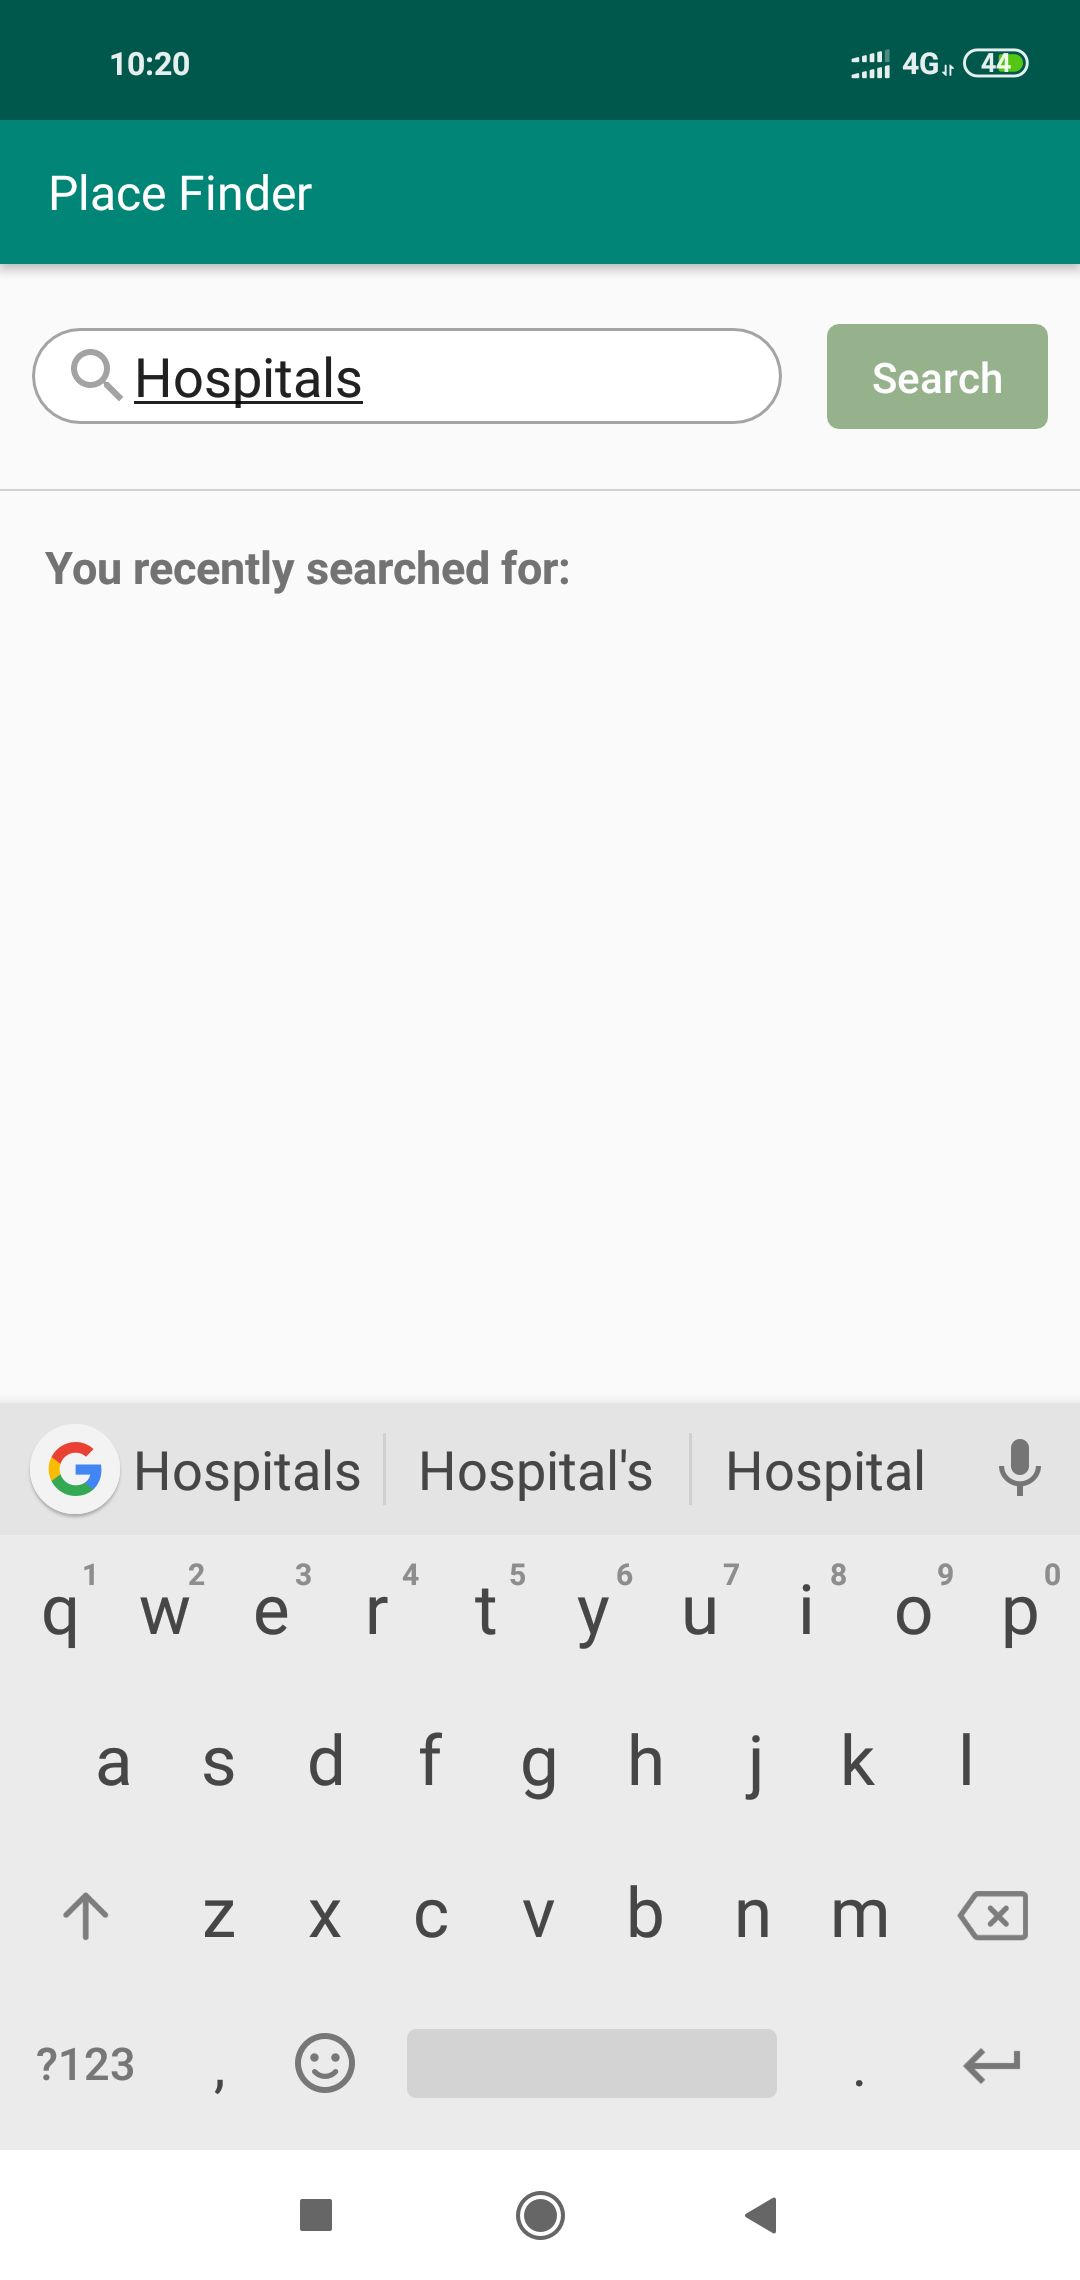 10:20 4G 44
Place Finder
Hospitals Search
You recently searched for:
Hospitals Hospital's Hospital
1 2 3 4 5 6 7 8 9 0
q w e r t y u i o p
a s d f g h j k l
z x c v b n m
?123 , .